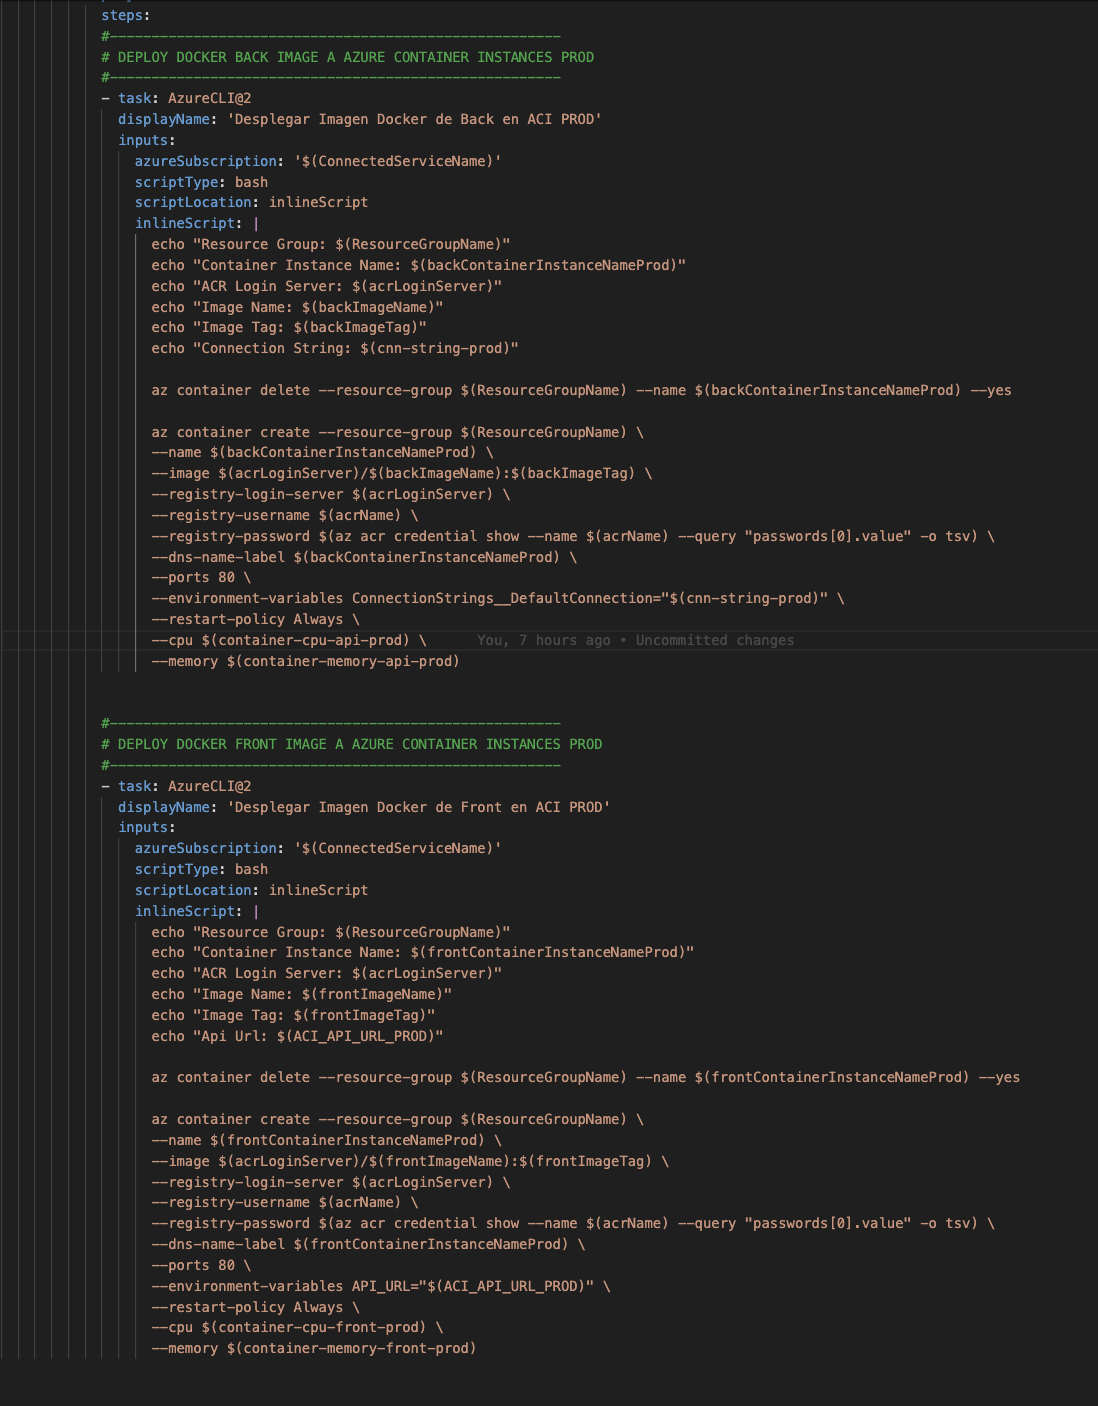 steps:
#------------------------------------------------------
# DEPLOY DOCKER BACK IMAGE A AZURE CONTAINER INSTANCES PROD
#------------------------------------------------------
- task: AzureCLI@2
displayName: 'Desplegar Imagen Docker de Back en ACI PROD'
inputs:
azureSubscription: '$(ConnectedServiceName)'
scriptType: bash
scriptLocation: inlineScript
inlineScript: |
echo "Resource Group: $(ResourceGroupName)"
echo "Container Instance Name: $(backContainerInstanceNameProd)"
echo "ACR Login Server: $(acrLoginServer)"
echo "Image Name: $(backImageName)"
echo "Image Tag: $(backImageTag)"
echo "Connection String: $(cnn-string-prod)"
az container delete --resource-group $(ResourceGroupName) --name $(backContainerInstanceNameProd) --yes
az container create --resource-group $(ResourceGroupName) \
--name $(backContainerInstanceNameProd) \
--image $(acrLoginServer)/$(backImageName):$(backImageTag) \
--registry-login-server $(acrLoginServer) \
--registry-username $(acrName) \
--registry-password $(az acr credential show --name $(acrName) --query "passwords[0].value" -o tsv) \
--dns-name-label $(backContainerInstanceNameProd) \
--ports 80 \
--environment-variables ConnectionStrings__DefaultConnection="$(cnn-string-prod)" \
--restart-policy Always \
--cpu $(container-cpu-api-prod) \ You, 7 hours ago • Uncommitted changes
--memory $(container-memory-api-prod)
#------------------------------------------------------
# DEPLOY DOCKER FRONT IMAGE A AZURE CONTAINER INSTANCES PROD
#------------------------------------------------------
- task: AzureCLI@2
displayName: 'Desplegar Imagen Docker de Front en ACI PROD'
inputs:
azureSubscription: '$(ConnectedServiceName)'
scriptType: bash
scriptLocation: inlineScript
inlineScript: |
echo "Resource Group: $(ResourceGroupName)"
echo "Container Instance Name: $(frontContainerInstanceNameProd)"
echo "ACR Login Server: $(acrLoginServer)"
echo "Image Name: $(frontImageName)"
echo "Image Tag: $(frontImageTag)"
echo "Api Url: $(ACI_API_URL_PROD)"
az container delete --resource-group $(ResourceGroupName) --name $(frontContainerInstanceNameProd) --yes
az container create --resource-group $(ResourceGroupName) \
--name $(frontContainerInstanceNameProd) \
--image $(acrLoginServer)/$(frontImageName):$(frontImageTag) \
--registry-login-server $(acrLoginServer) \
--registry-username $(acrName) \
--registry-password $(az acr credential show --name $(acrName) --query "passwords[0].value" -o tsv) \
--dns-name-label $(frontContainerInstanceNameProd) \
--ports 80 \
--environment-variables API_URL="$(ACI_API_URL_PROD)" \
--restart-policy Always \
--cpu $(container-cpu-front-prod) \
--memory $(container-memory-front-prod)